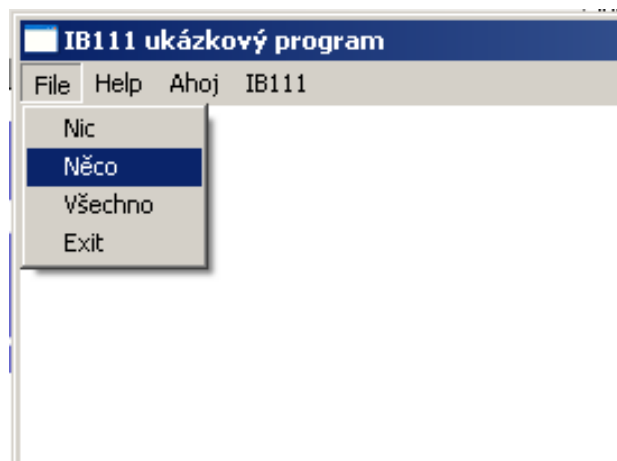 IB111 ukázkový program
File Help Ahoj IB111
Nic
Něco
Všechno
Exit